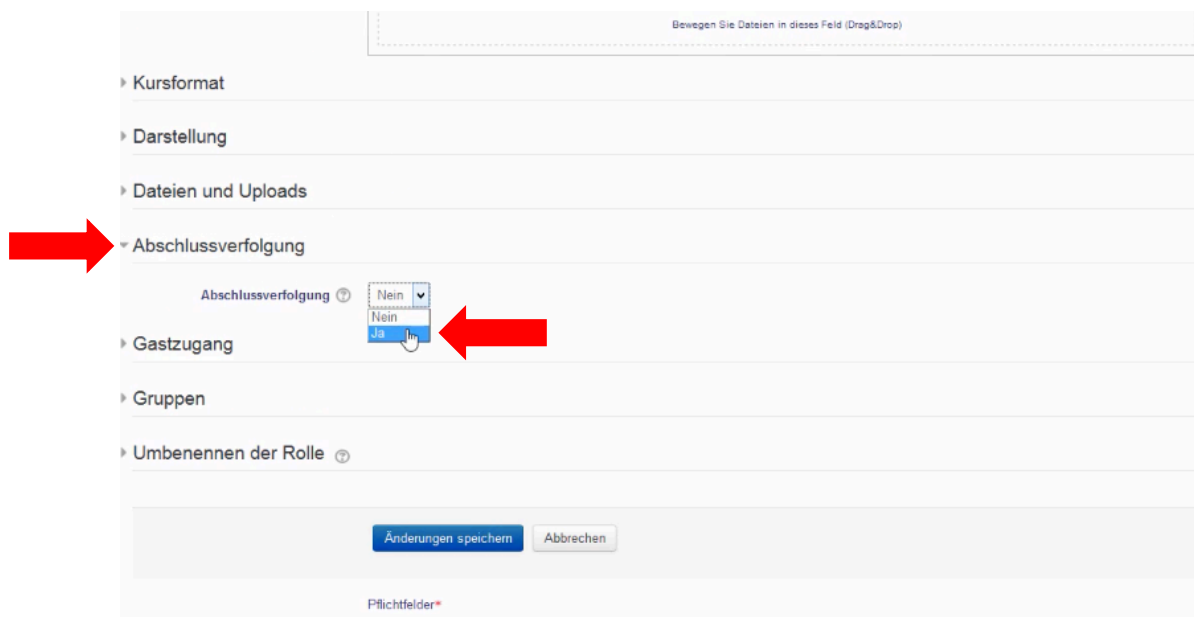 Bewegen Sie Dateien in dieses Feld (Drag&Drop)
Kursformat
Darstellung
Dateien und Uploads
Abschlussverfolgung
Abschlussverfolgung Nein
Nein
Ja
Gastzugang
Gruppen
Umbenennen der Rolle
Änderungen speichern Abbrechen
Pflichtfelder*